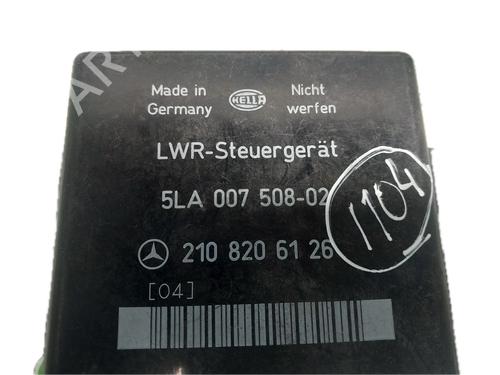 Made in HELLA Nicht
Germany werfen
LWR-Steuergerät
5LA 007 508-02
1104
210 820 61 26
[04]